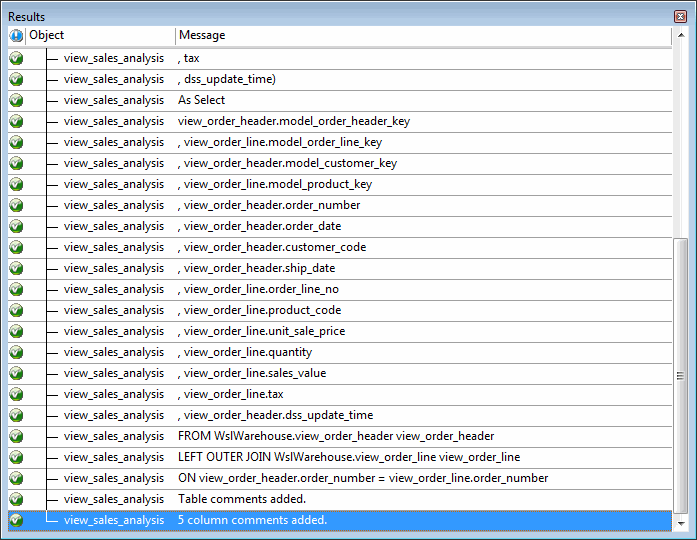 Results
Object Message
view_sales_analysis , tax
view_sales_analysis , dss_update_time)
view_sales_analysis As Select
view_sales_analysis view_order_header.model_order_header_key
view_sales_analysis , view_order_line.model_order_line_key
view_sales_analysis , view_order_header.model_customer_key
view_sales_analysis , view_order_line.model_product_key
view_sales_analysis , view_order_header.order_number
view_sales_analysis , view_order_header.order_date
view_sales_analysis , view_order_header.customer_code
view_sales_analysis , view_order_header.ship_date
view_sales_analysis , view_order_line.order_line_no
view_sales_analysis , view_order_line.product_code
view_sales_analysis , view_order_line.unit_sale_price
view_sales_analysis , view_order_line.quantity
view_sales_analysis , view_order_line.sales_value
view_sales_analysis , view_order_line.tax
view_sales_analysis , view_order_header.dss_update_time
view_sales_analysis FROM WslWarehouse.view_order_header view_order_header
view_sales_analysis LEFT OUTER JOIN WslWarehouse.view_order_line view_order_line
view_sales_analysis ON view_order_header.order_number = view_order_line.order_number
view_sales_analysis Table comments added.
view_sales_analysis 5 column comments added.